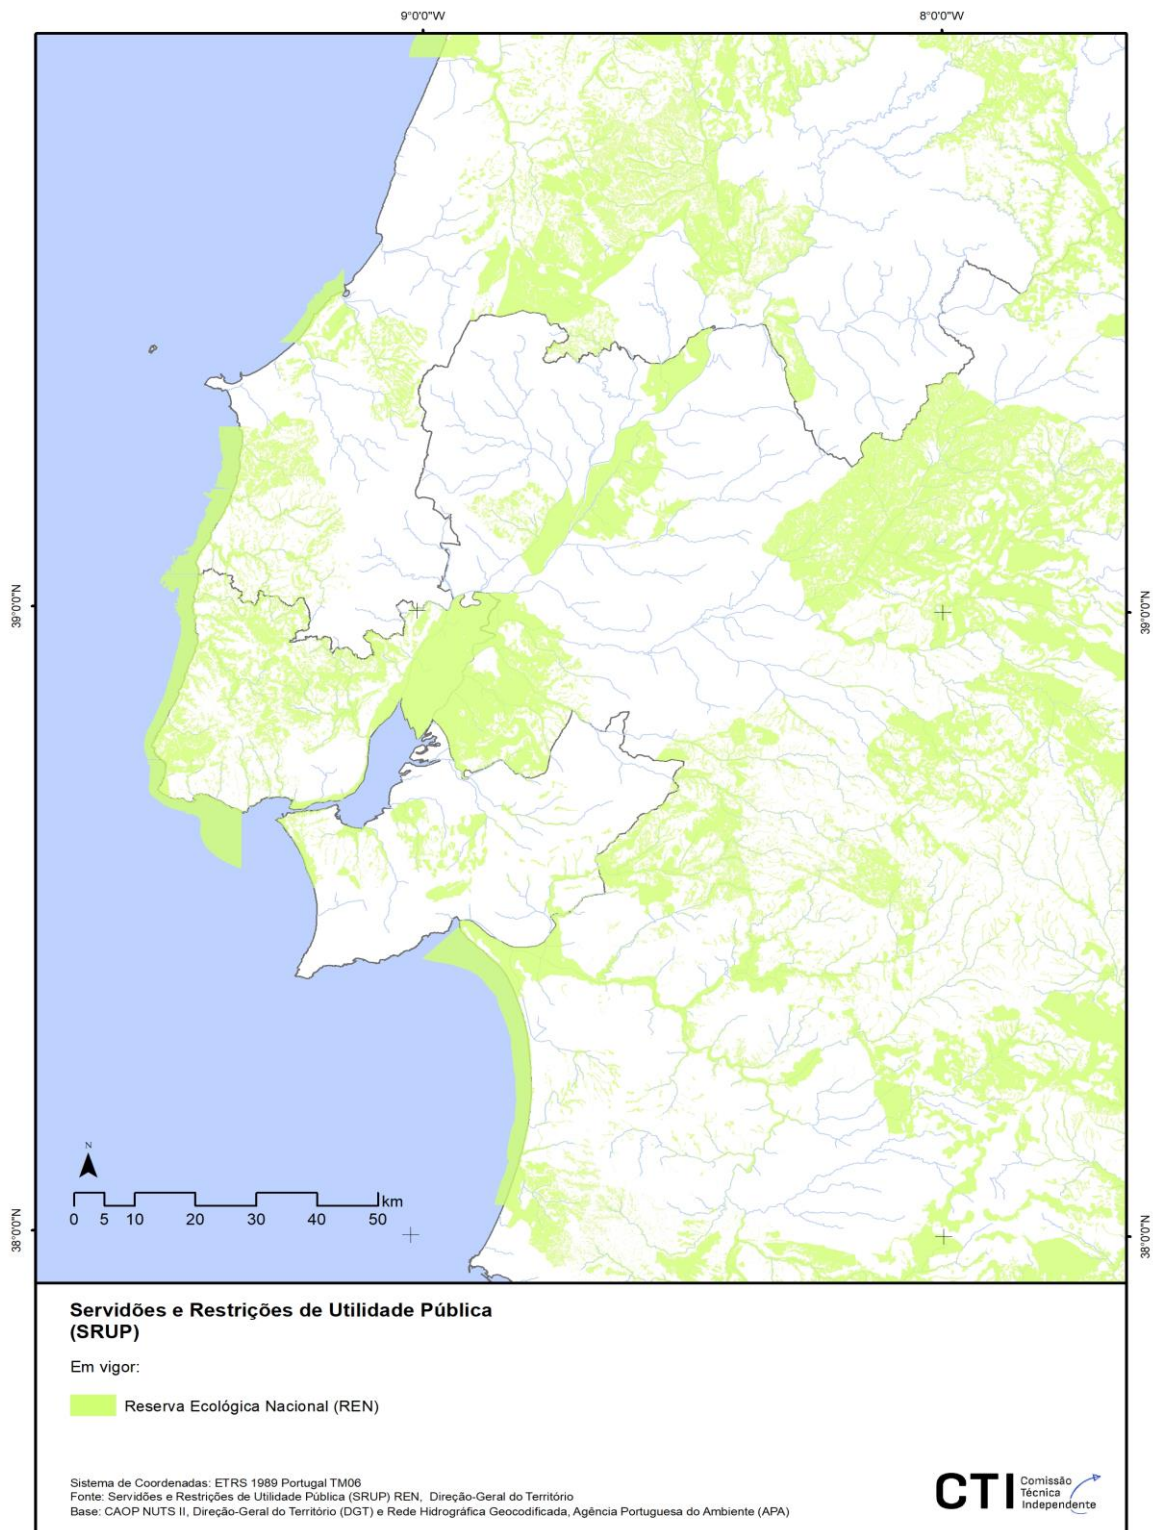 9°0'0"W
8°0'0"W
39°0'0"N
39°0'0"N
N
km
0 5 10 20 30 40 50
38°0'0"N
38°0'0"N
Servidões e Restrições de Utilidade Pública
(SRUP)
Em vigor:
Reserva Ecológica Nacional (REN)
Sistema de Coordenadas: ETRS 1989 Portugal TM06
Fonte: Servidões e Restrições de Utilidade Pública (SRUP) REN, Direção-Geral do Território
Base: CAOP NUTS II, Direção-Geral do Território (DGT) e Rede Hidrográfica Geocodificada, Agência Portuguesa do Ambiente (APA)
CTI
Comissão
Técnica
Independente